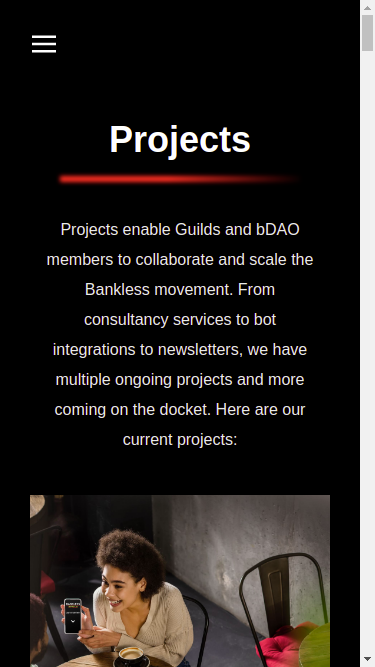 Projects
Projects enable Guilds and bDAO
members to collaborate and scale the
Bankless movement. From
consultancy services to bot
integrations to newsletters, we have
multiple ongoing projects and more
coming on the docket. Here are our
current projects: